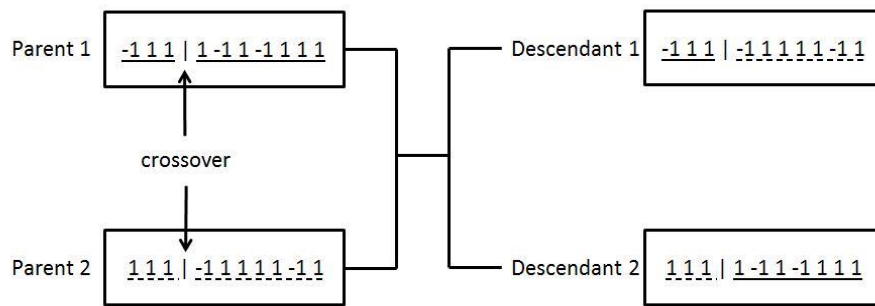 Parent 1 -1 1 1 | 1 -1 1 -1 1 1 1 Descendant 1 -1 1 1 | -1 1 1 1 1 -1 1
crossover
Parent 2 1 1 1 | -1 1 1 1 1 -1 1 Descendant 2 1 1 1 | 1 -1 1 -1 1 1 1